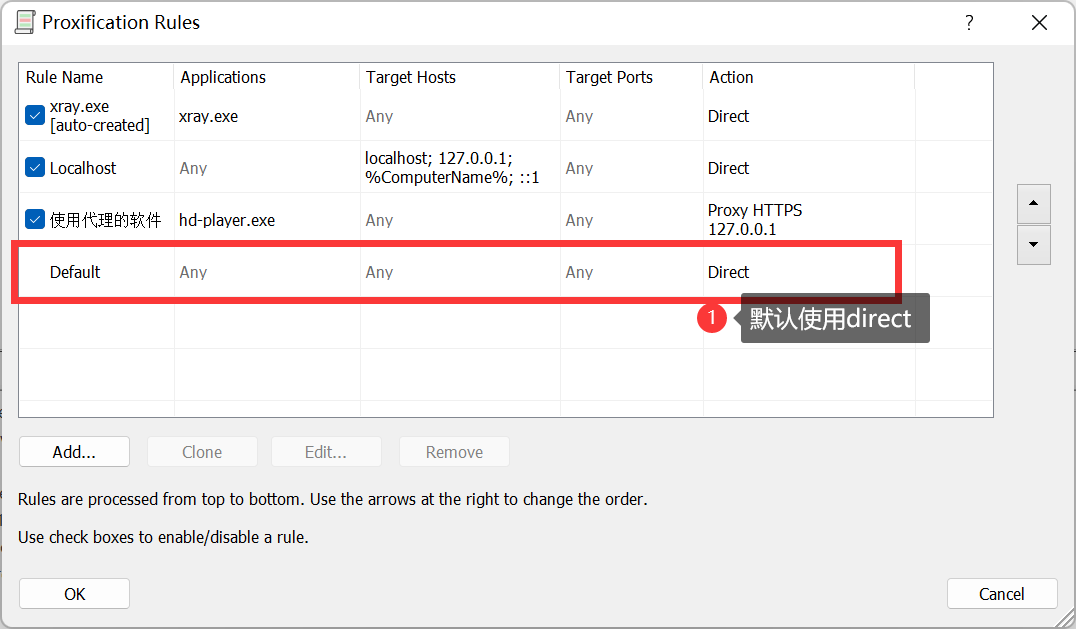 Proxification Rules
?
Rule Name Applications Target Hosts Target Ports Action
xray.exe
[auto-created] xray.exe Any Any Direct
Localhost Any localhost; 127.0.0.1;
%ComputerName%; ::1 Any Direct
使用代理的软件 hd-player.exe Any Any Proxy HTTPS
127.0.0.1
Default Any Any Any Direct
1 默认使用direct
Add... Clone Edit... Remove
Rules are processed from top to bottom. Use the arrows at the right to change the order.
Use check boxes to enable/disable a rule.
OK Cancel